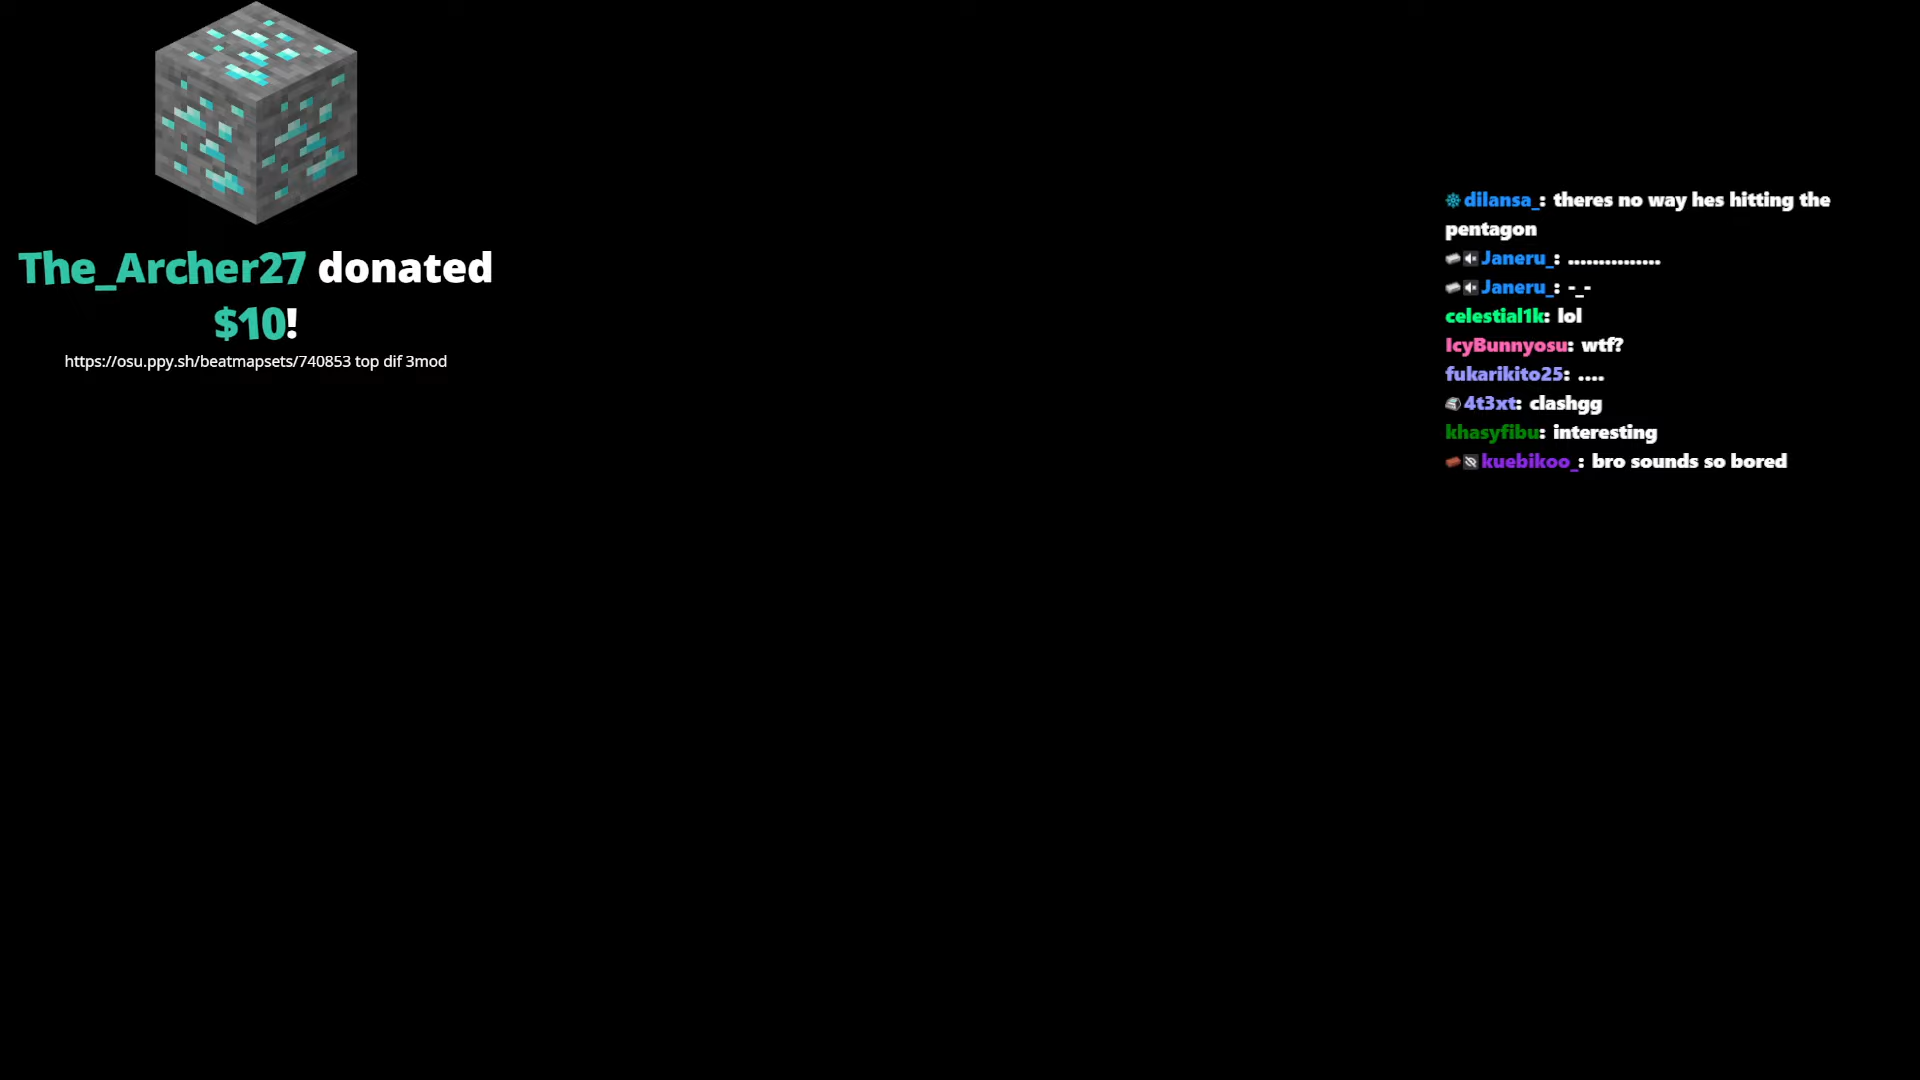 The_Archer27 donated
$10!
https://osu.ppy.sh/beatmapsets/740853 top dif 3mod
dilansa_: theres no way hes hitting the
pentagon
Janeru_: ...............
Janeru_: -_-
celestial1k: lol
IcyBunnyosu: wtf?
fukarikito25: ....
4t3xt: clashgg
khasyfibu: interesting
kuebikoo_: bro sounds so bored